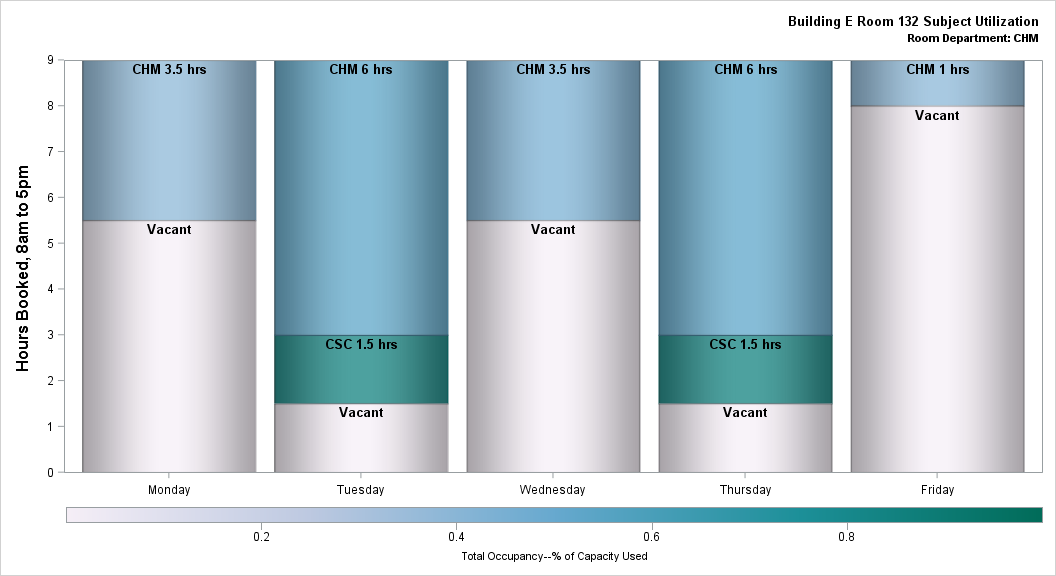 Building E Room 132 Subject Utilization
Room Department: CHM
Hours Booked, 8am to 5pm
9
8
7
6
5
4
3
2
1
0
CHM 3.5 hrs
Vacant
CHM 6 hrs
CSC 1.5 hrs
Vacant
CHM 3.5 hrs
Vacant
CHM 6 hrs
CSC 1.5 hrs
Vacant
CHM 1 hrs
Vacant
Monday Tuesday Wednesday Thursday Friday
0.2 0.4 0.6 0.8
Total Occupancy--% of Capacity Used